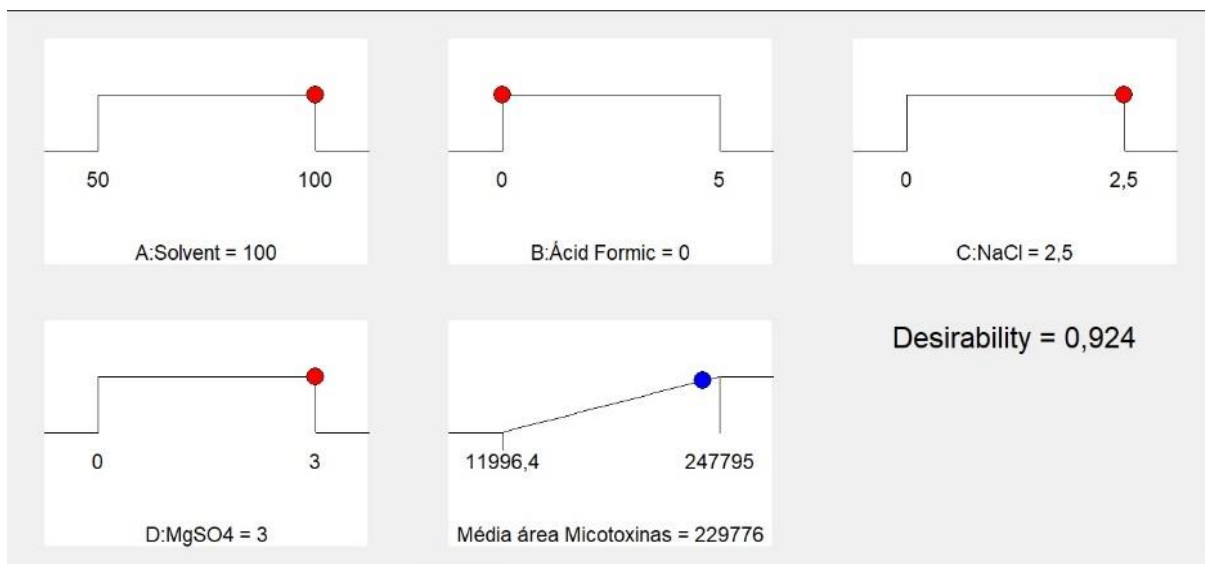 50 100
A:Solvent = 100
0 5
B:Ácid Formic = 0
0 2,5
C:NaCl = 2,5
0 3
D:MgSO4 = 3
11996,4 247795
Média área Micotoxinas = 229776
Desirability = 0,924